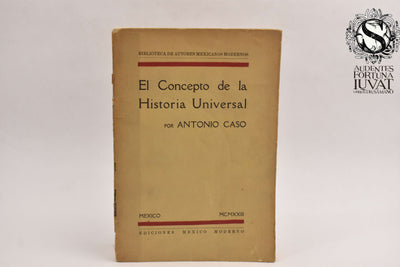 BIBLIOTECA DE AUTORES MEXICANOS MODERNOS
El Concepto de la
Historia Universal
POR ANTONIO CASO
MEXICO MCMXXIII
EDICIONES MEXICO MODERNO
S
AUDENTES
FORTUNA
IUVAT